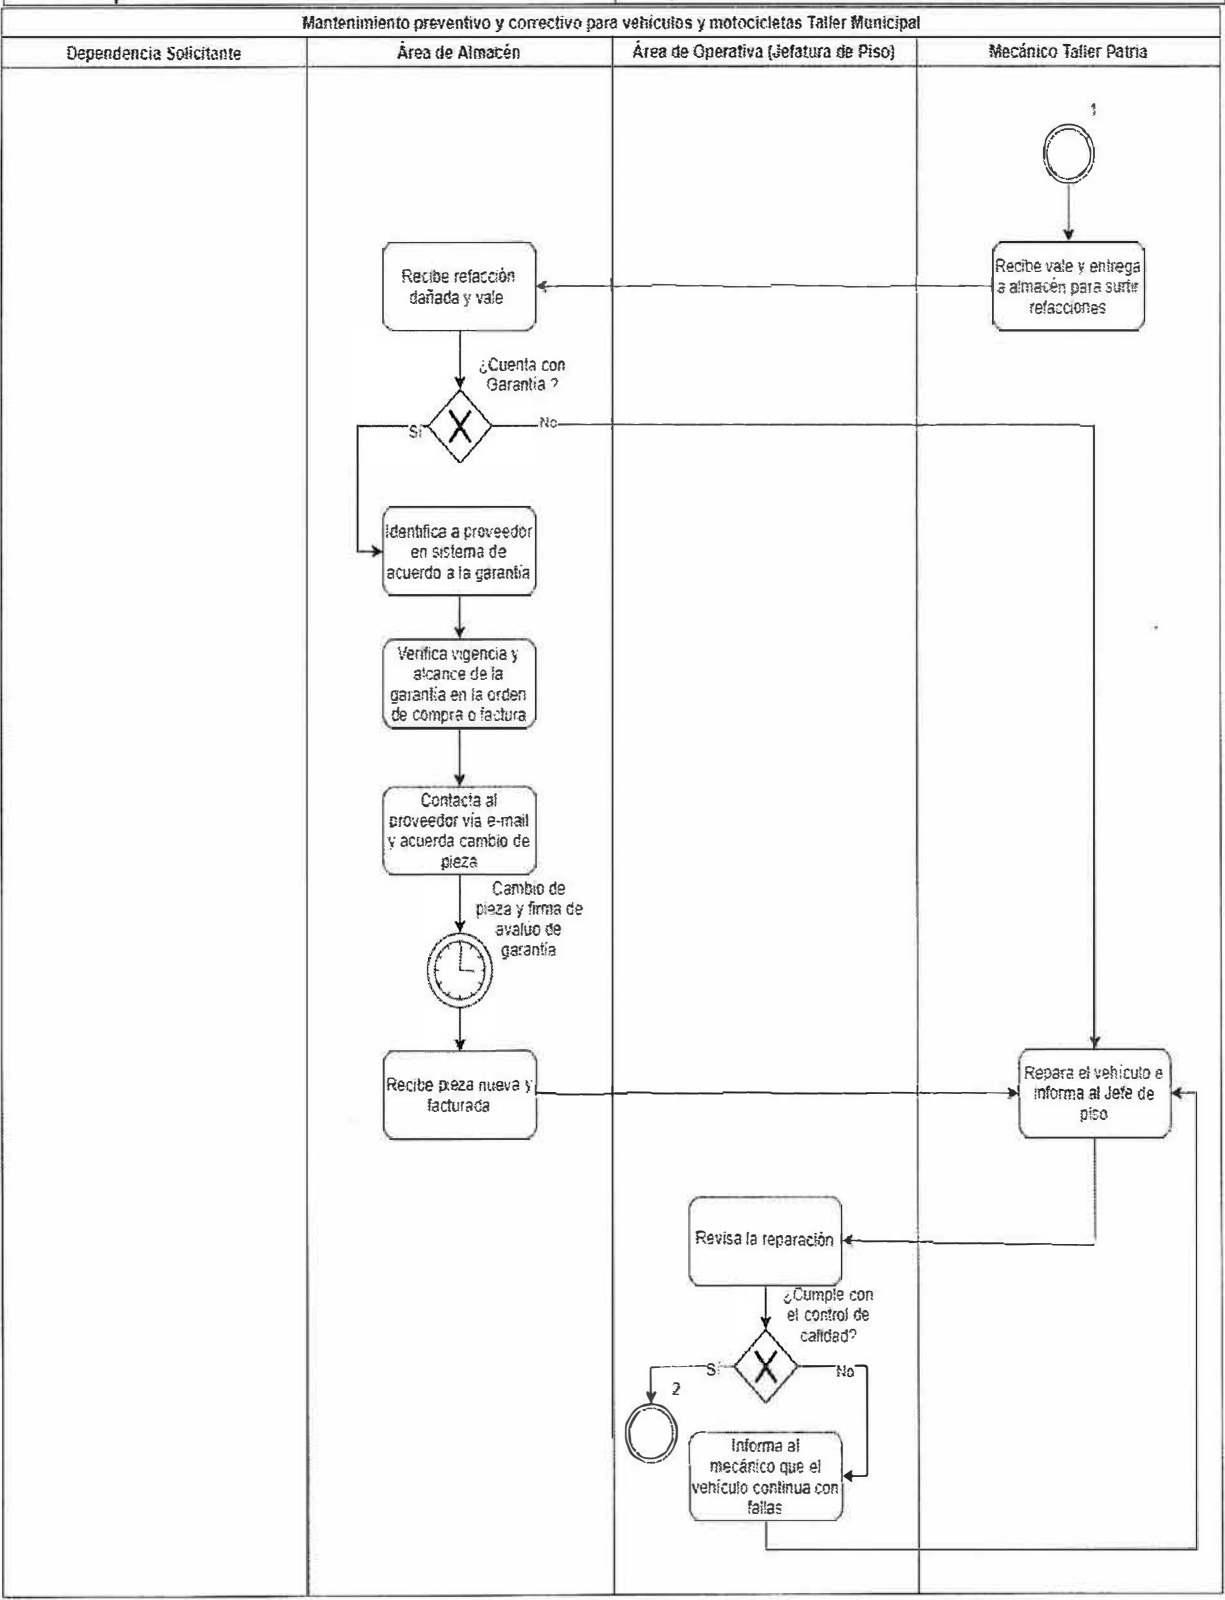 Mantenimiento preventivo y correctivo para vehículos y motocicletas Taller Municipal
Dependencia Solicitante
Área de Almacén
Área de Operativa (Jefatura de Piso)
Mecánico Taller Patria
1
Recibe vale y entrega
a almacén para surtir
refacciones
Recibe refacción
dañada y vale
¿Cuenta con
Garantía ?
Sí
No
Identifica a proveedor
en sistema de
acuerdo a la garantía
Verifica vigencia y
alcance de la
garantía en la orden
de compra o factura
Contacta al
proveedor vía e-mail
y acuerda cambio de
pieza
Cambio de
pieza y firma de
avalúo de
garantía
Recibe pieza nueva y
facturada
Repara el vehículo e
informa al Jefe de
piso
Revisa la reparación
¿Cumple con
el control de
calidad?
Sí
No
2
Informa al
mecánico que el
vehículo continua con
fallas